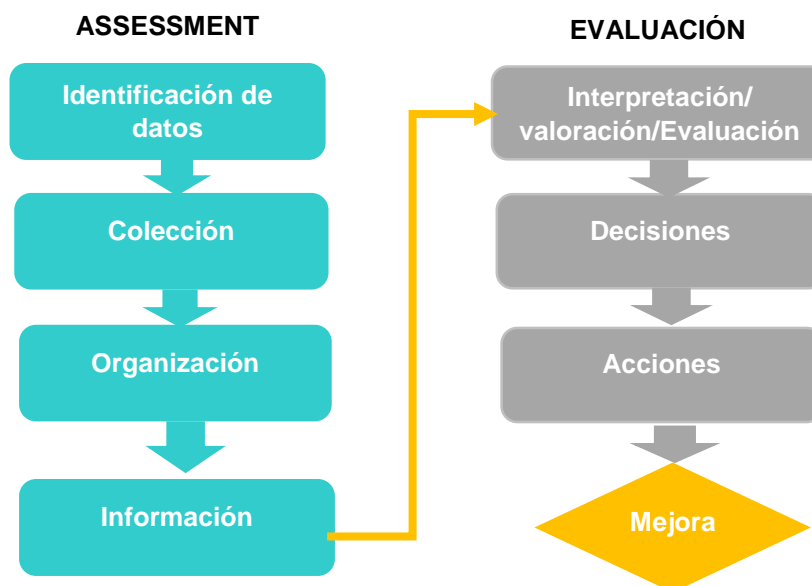 ASSESSMENT
Identificación de
datos
Colección
Organización
Información
EVALUACIÓN
Interpretación/
valoración/Evaluación
Decisiones
Acciones
Mejora